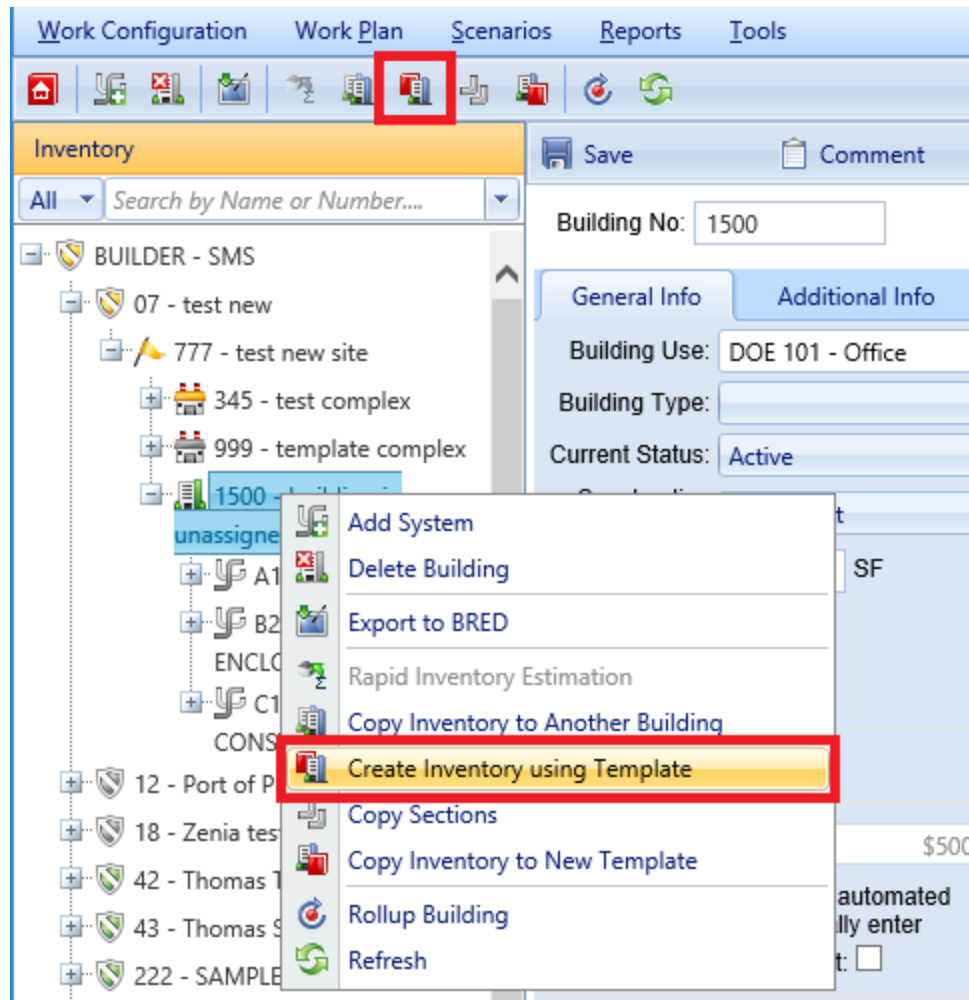 Work Configuration Work Plan Scenarios Reports Tools
Inventory
Save Comment
All Search by Name or Number....
Building No: 1500
BUILDER - SMS
General Info Additional Info
07 - test new
Building Use: DOE 101 - Office
777 - test new site
Building Type:
345 - test complex
999 - template complex
Current Status: Active
1500 -
unassigne
Add System
Delete Building
SF
A1
Export to BRED
B2
ENCLO
Rapid Inventory Estimation
C1
Copy Inventory to Another Building
CONS
Create Inventory using Template
12 - Port of P
Copy Sections
18 - Zenia tes
$500
Copy Inventory to New Template
42 - Thomas T
automated
Rollup Building
43 - Thomas S
lly enter
Refresh
t:
222 - SAMPLE